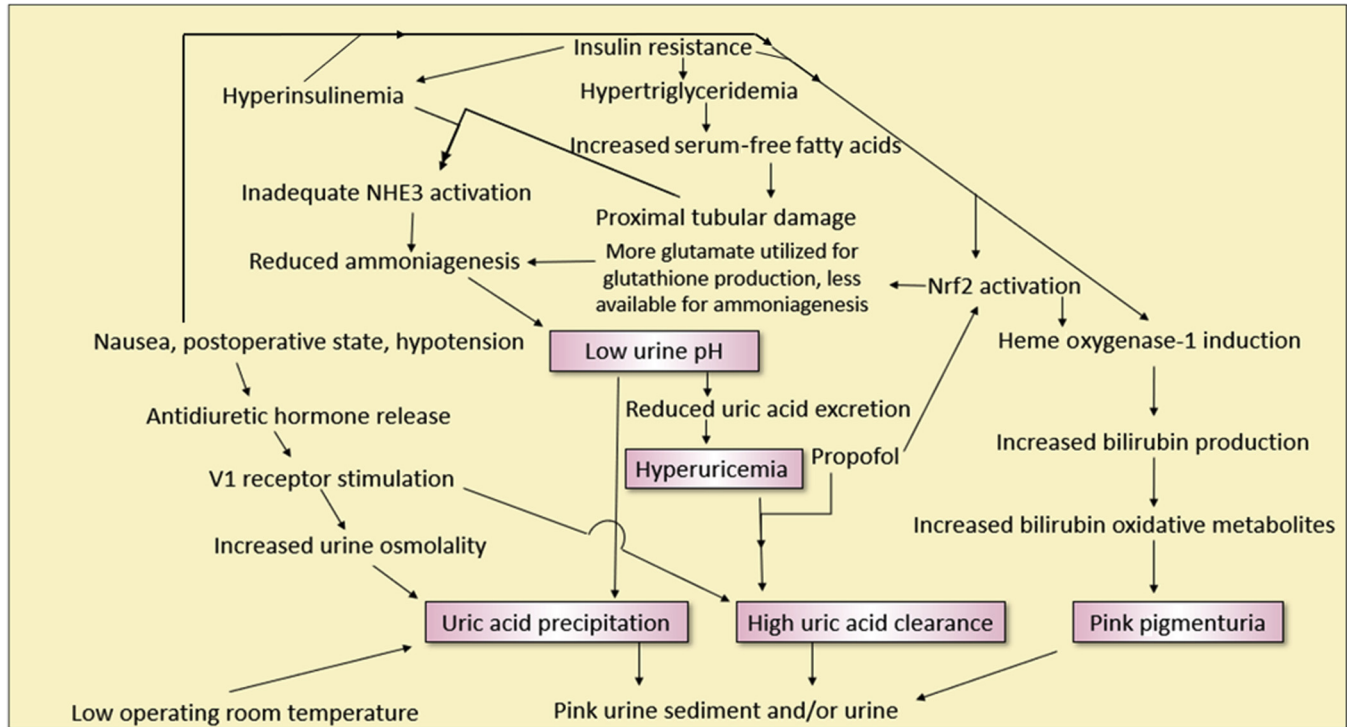 Insulin resistance
Hyperinsulinemia
Hypertriglyceridemia
Increased serum-free fatty acids
Inadequate NHE3 activation
Proximal tubular damage
Reduced ammoniagenesis
More glutamate utilized for
glutathione production, less
available for ammoniagenesis
Nrf2 activation
Nausea, postoperative state, hypotension
Low urine pH
Heme oxygenase-1 induction
Antidiuretic hormone release
Reduced uric acid excretion
Increased bilirubin production
Hyperuricemia
Propofol
V1 receptor stimulation
Increased bilirubin oxidative metabolites
Increased urine osmolality
Uric acid precipitation
High uric acid clearance
Pink pigmenturia
Low operating room temperature
Pink urine sediment and/or urine